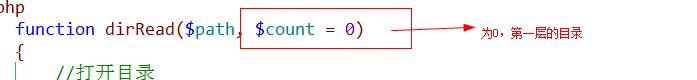 php
function dirRead($path, $count = 0)
为0，第一层的目录
{
//打开目录